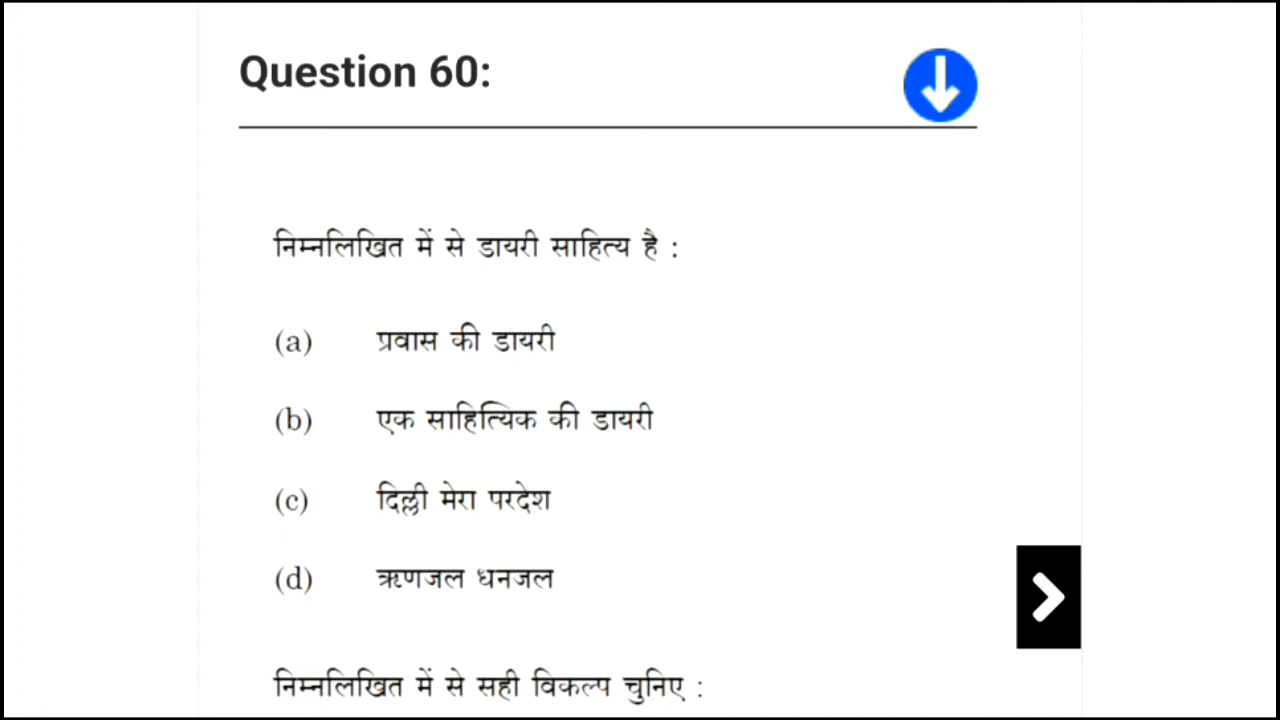 Question 60:
निम्नलिखित में से डायरी साहित्य है :
(a) प्रवास की डायरी
(b) एक साहित्यिक की डायरी
(c) दिल्ली मेरा परदेश
(d) ऋणजल धनजल
निम्नलिखित में से सही विकल्प चुनिए :